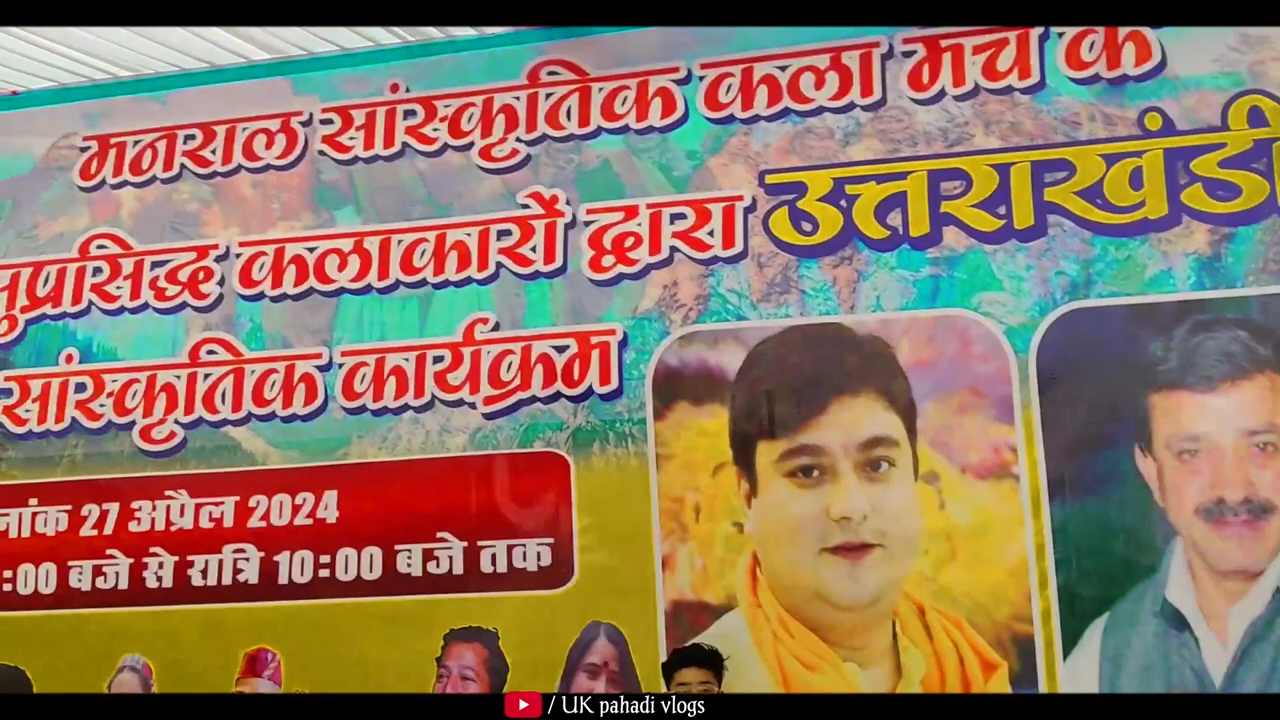 मनराल सांस्कृतिक कला मंच के
सुप्रसिद्ध कलाकारों द्वारा उत्तराखंडी
सांस्कृतिक कार्यक्रम
नांक 27 अप्रैल 2024
:00 बजे से रात्रि 10:00 बजे तक
/ UK pahadi vlogs